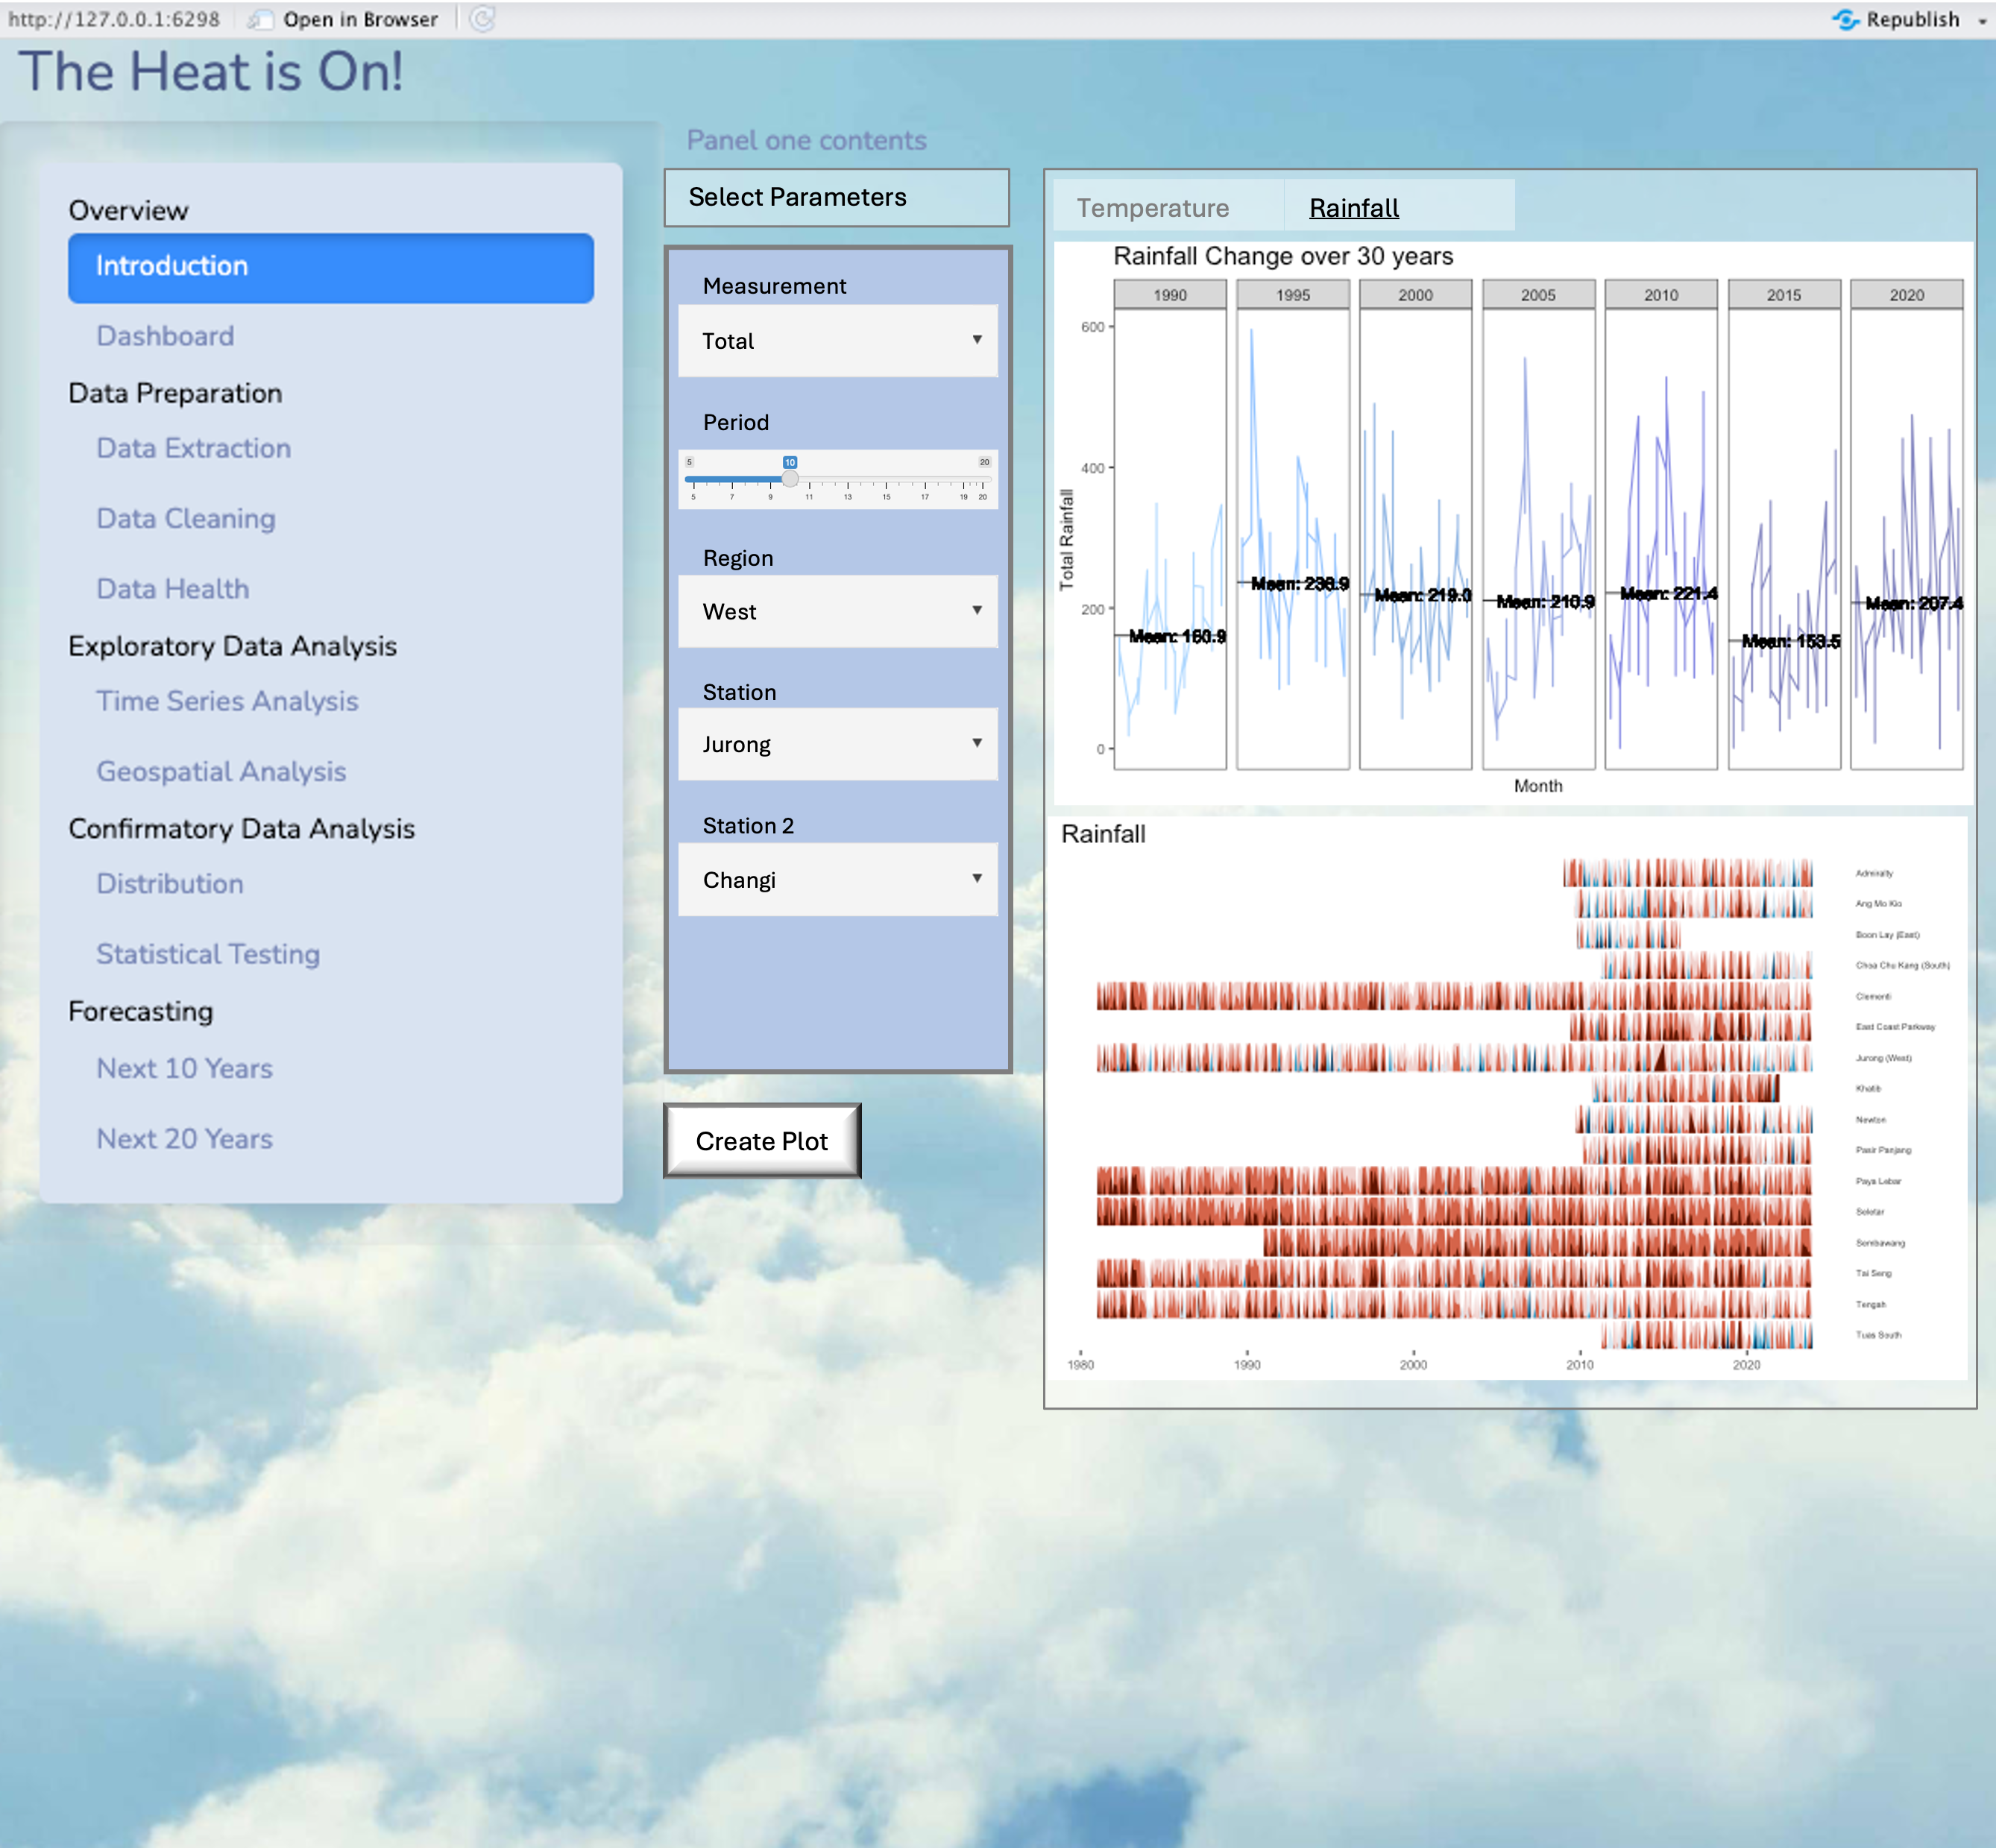 http://127.0.0.1:6298 Open in Browser Republish
The Heat is On!
Overview
Introduction
Dashboard
Data Preparation
Data Extraction
Data Cleaning
Data Health
Exploratory Data Analysis
Time Series Analysis
Geospatial Analysis
Confirmatory Data Analysis
Distribution
Statistical Testing
Forecasting
Next 10 Years
Next 20 Years
Panel one contents
Select Parameters
Measurement
Total
Period
5 10 20
5 7 9 11 13 15 17 19 20
Region
West
Station
Jurong
Station 2
Changi
Create Plot
Temperature Rainfall
Rainfall Change over 30 years
1990 1995 2000 2005 2010 2015 2020
600
400
200
0
Total Rainfall
Mean: 160.9
Mean: 236.9
Mean: 219.0
Mean: 210.9
Mean: 221.4
Mean: 153.5
Mean: 207.4
Month
Rainfall
Admiralty
Ang Mo Kio
Boon Lay (East)
Choa Chu Kang (South)
Clementi
East Coast Parkway
Jurong (West)
Khatib
Newton
Pasir Panjang
Paya Lebar
Seletar
Sembawang
Tai Seng
Tengah
Tuas South
1980 1990 2000 2010 2020